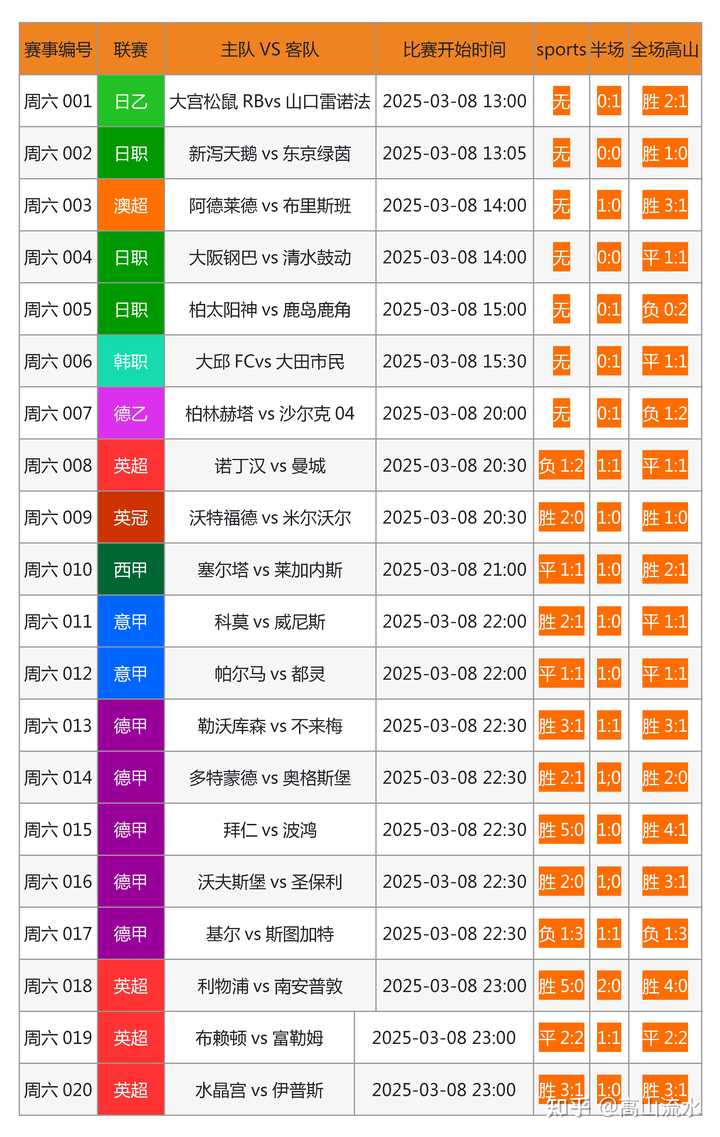 赛事编号 联赛 主队 VS 客队 比赛开始时间 sports 半场 全场高山
周六 001 日乙 大宫松鼠 RBvs 山口雷诺法 2025-03-08 13:00 无 0:1 胜 2:1
周六 002 日职 新泻天鹅 vs 东京绿茵 2025-03-08 13:05 无 0:0 胜 1:0
周六 003 澳超 阿德莱德 vs 布里斯班 2025-03-08 14:00 无 1:0 胜 3:1
周六 004 日职 大阪钢巴 vs 清水鼓动 2025-03-08 14:00 无 0:0 平 1:1
周六 005 日职 柏太阳神 vs 鹿岛鹿角 2025-03-08 15:00 无 0:1 负 0:2
周六 006 韩职 大邱 FCvs 大田市民 2025-03-08 15:30 无 0:1 平 1:1
周六 007 德乙 柏林赫塔 vs 沙尔克 04 2025-03-08 20:00 无 0:1 负 1:2
周六 008 英超 诺丁汉 vs 曼城 2025-03-08 20:30 负 1:2 1:1 平 1:1
周六 009 英冠 沃特福德 vs 米尔沃尔 2025-03-08 20:30 胜 2:0 1:0 胜 1:0
周六 010 西甲 塞尔塔 vs 莱加内斯 2025-03-08 21:00 平 1:1 1:0 胜 2:1
周六 011 意甲 科莫 vs 威尼斯 2025-03-08 22:00 胜 2:1 1:0 平 1:1
周六 012 意甲 帕尔马 vs 都灵 2025-03-08 22:00 平 1:1 1:0 平 1:1
周六 013 德甲 勒沃库森 vs 不来梅 2025-03-08 22:30 胜 3:1 1:1 胜 3:1
周六 014 德甲 多特蒙德 vs 奥格斯堡 2025-03-08 22:30 胜 2:1 1;0 胜 2:0
周六 015 德甲 拜仁 vs 波鸿 2025-03-08 22:30 胜 5:0 1:0 胜 4:1
周六 016 德甲 沃夫斯堡 vs 圣保利 2025-03-08 22:30 胜 2:0 1;0 胜 3:1
周六 017 德甲 基尔 vs 斯图加特 2025-03-08 22:30 负 1:3 1:1 负 1:3
周六 018 英超 利物浦 vs 南安普敦 2025-03-08 23:00 胜 5:0 2:0 胜 4:0
周六 019 英超 布赖顿 vs 富勒姆 2025-03-08 23:00 平 2:2 1:1 平 2:2
周六 020 英超 水晶宫 vs 伊普斯 2025-03-08 23:00 胜 3:1 1:0 胜 3:1
知乎 @高山流水